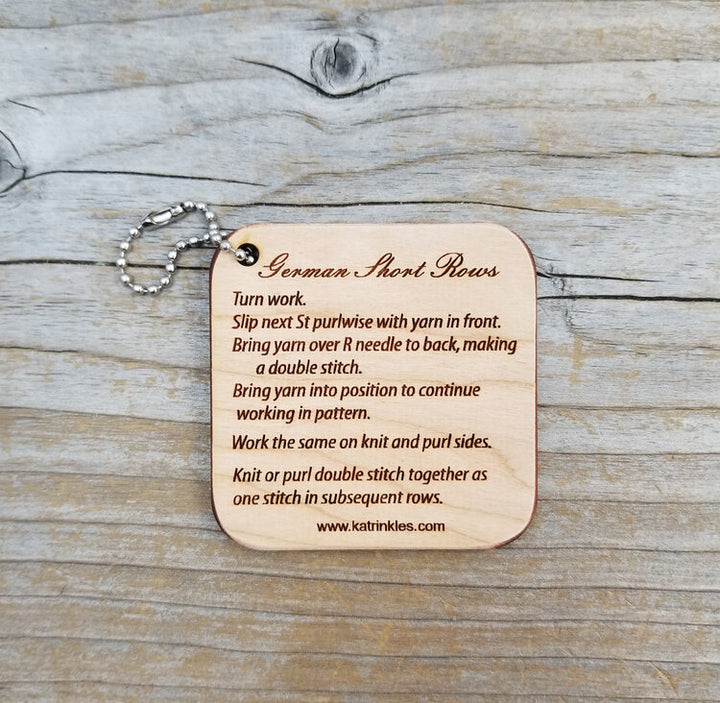 German Short Rows
Turn work.
Slip next St purlwise with yarn in front.
Bring yarn over R needle to back, making
a double stitch.
Bring yarn into position to continue
working in pattern.
Work the same on knit and purl sides.
Knit or purl double stitch together as
one stitch in subsequent rows.
www.katrinkles.com